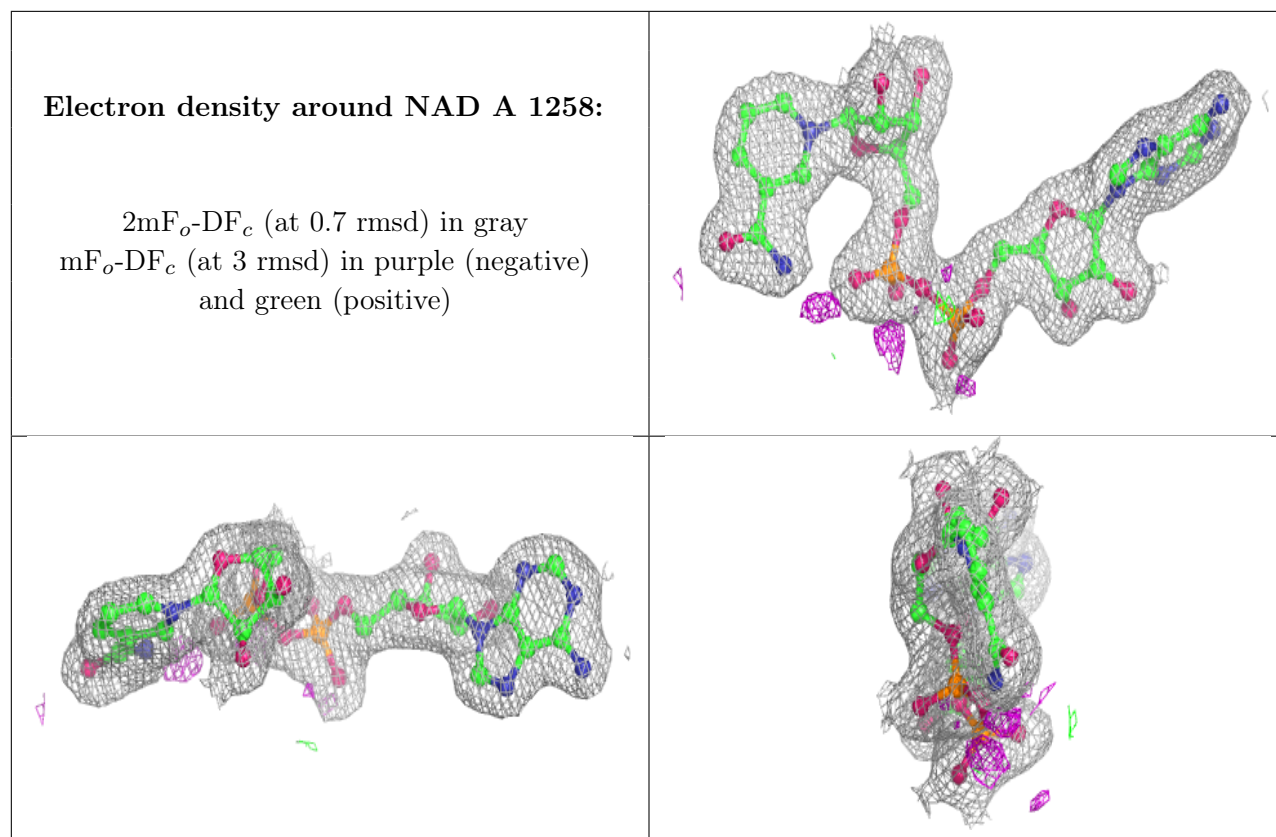 Electron density around NAD A 1258:
2mFₒ-DF𝒸 (at 0.7 rmsd) in gray
mFₒ-DF𝒸 (at 3 rmsd) in purple (negative)
and green (positive)